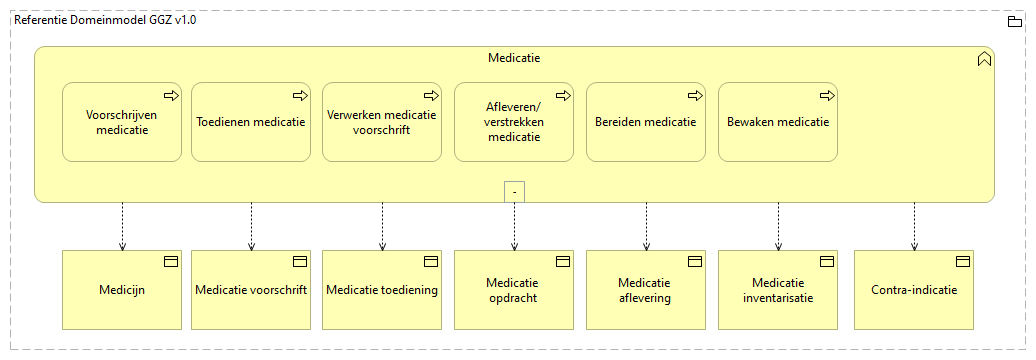 Referentie Domeinmodel GGZ v1.0
Medicatie
Voorschrijven
medicatie
Toedienen medicatie
Verwerken medicatie
voorschrift
Afleveren/
verstrekken
medicatie
Bereiden medicatie
Bewaken medicatie
-
Medicijn
Medicatie voorschrift
Medicatie toediening
Medicatie
opdracht
Medicatie
aflevering
Medicatie
inventarisatie
Contra-indicatie